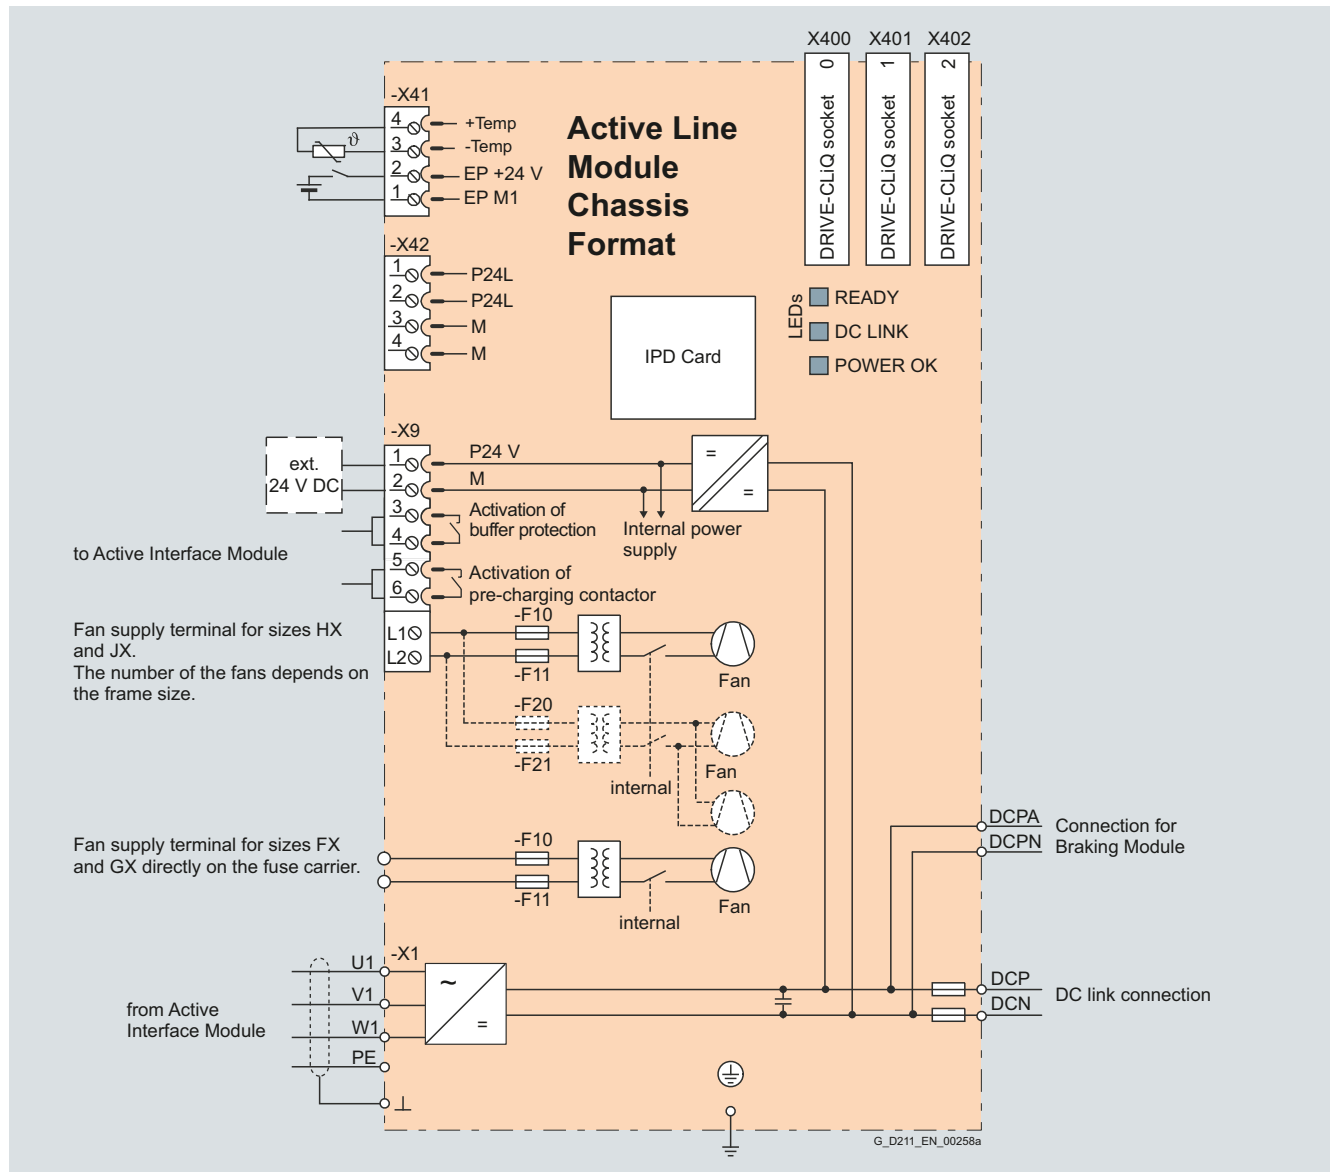 X400 X401 X402
0 1 2
DRIVE-CLiQ socket
DRIVE-CLiQ socket
DRIVE-CLiQ socket
-X41
4 +Temp
ϑ
3 -Temp
2 EP +24 V
1 EP M1
Active Line
Module
Chassis
Format
-X42
1 P24L
2 P24L
3 M
4 M
LEDs
READY
DC LINK
POWER OK
IPD Card
-X9
ext.
24 V DC
1 P24 V
2 M
3 Activation of
4 buffer protection
5 Activation of
6 pre-charging contactor
= =
Internal power
supply
to Active Interface Module
Fan supply terminal for sizes HX
and JX.
The number of the fans depends on
the frame size.
L1
L2
-F10
-F11
Fan
-F20
-F21
Fan
internal
Fan supply terminal for sizes FX
and GX directly on the fuse carrier.
-F10
-F11
Fan
internal
DCPA
DCPN
Connection for
Braking Module
-X1
U1
V1
W1
PE
~
=
from Active
Interface Module
DCP
DCN
DC link connection
G_D211_EN_00258a